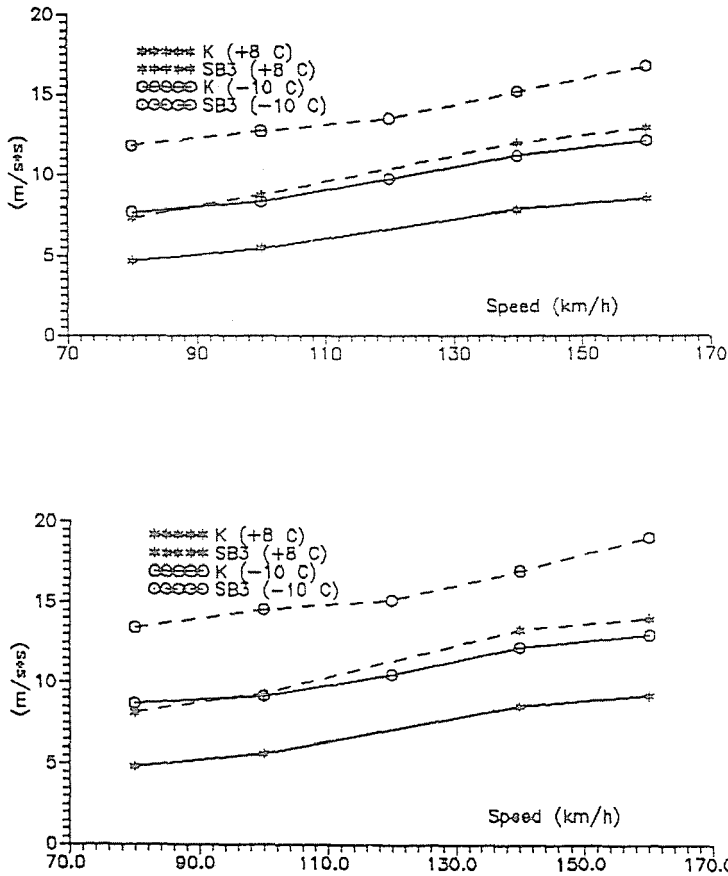 20
K (+8 C)
SB3 (+8 C)
K (-10 C)
SB3 (-10 C)
15
10
5
0
(m/s*s)
Speed (km/h)
70 90 110 130 150 170
20
K (+8 C)
SB3 (+8 C)
K (-10 C)
SB3 (-10 C)
15
10
5
0
(m/s*s)
Speed (km/h)
70.0 90.0 110.0 130.0 150.0 170.0